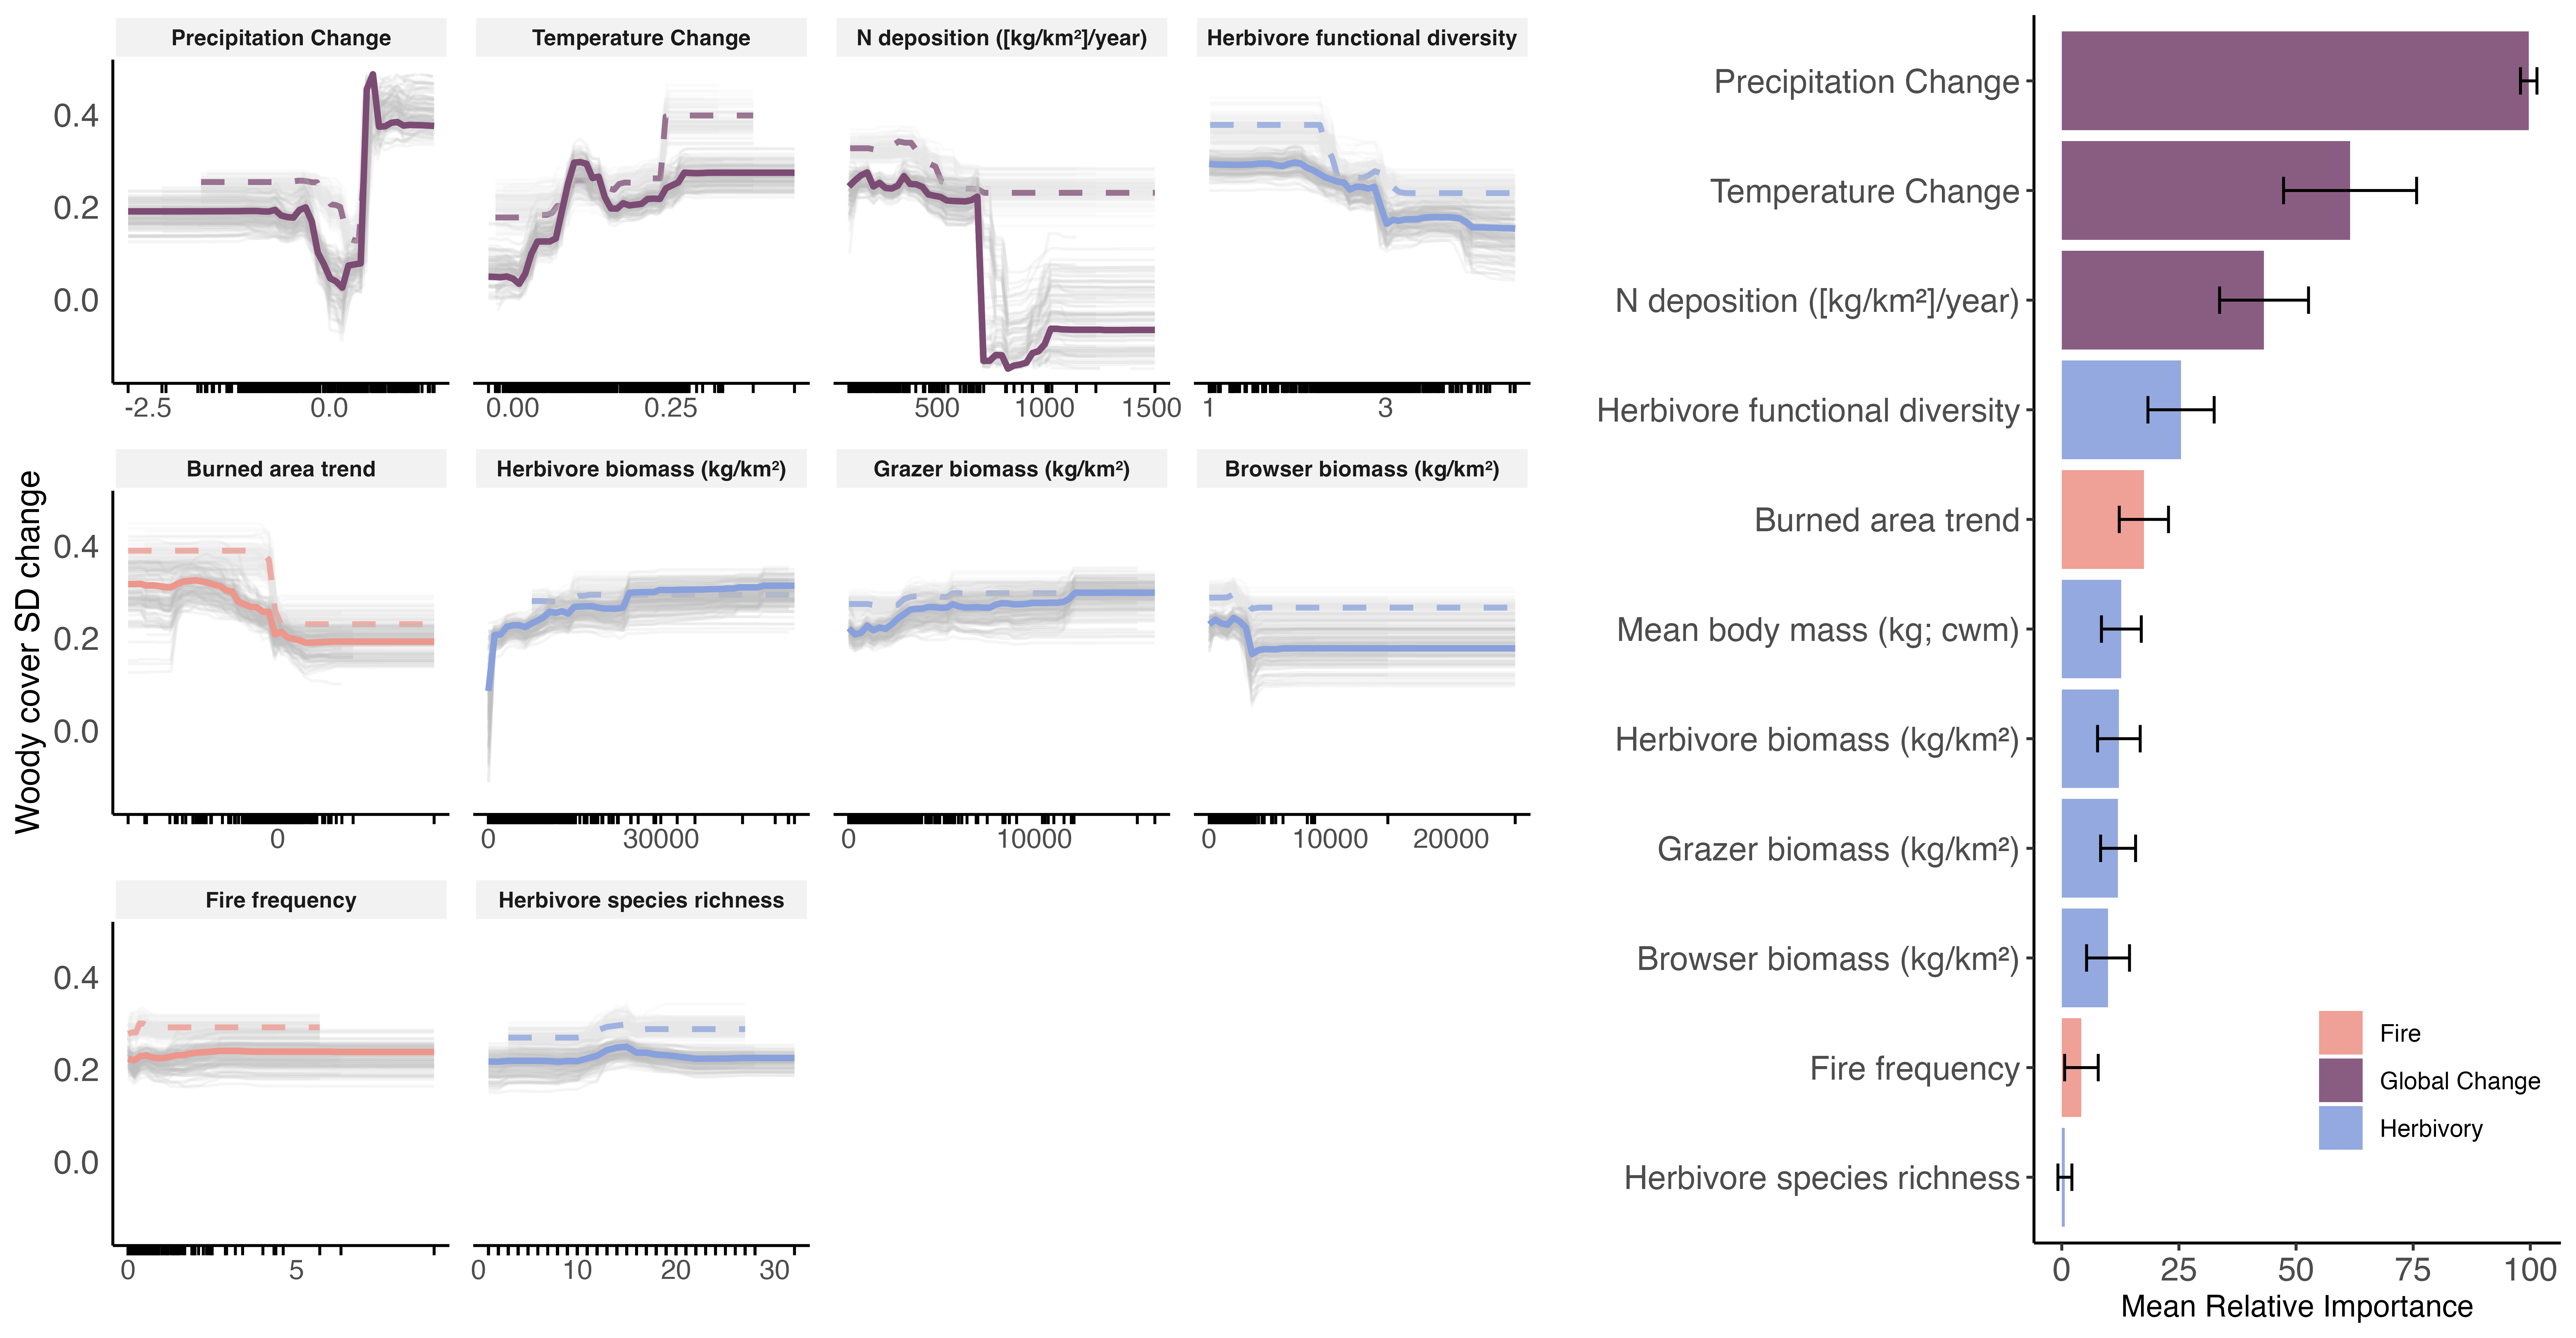 Precipitation Change
Temperature Change
N deposition ([kg/km²]/year)
Herbivore functional diversity
0.4
0.2
0.0
-2.5 0.0
0.00 0.25
500 1000 1500
1 3
Woody cover SD change
Burned area trend
Herbivore biomass (kg/km²)
Grazer biomass (kg/km²)
Browser biomass (kg/km²)
0.4
0.2
0.0
0
0 30000
0 10000
0 10000 20000
Fire frequency
Herbivore species richness
0.4
0.2
0.0
0 5
0 10 20 30
Precipitation Change
Temperature Change
N deposition ([kg/km²]/year)
Herbivore functional diversity
Burned area trend
Mean body mass (kg; cwm)
Herbivore biomass (kg/km²)
Grazer biomass (kg/km²)
Browser biomass (kg/km²)
Fire frequency
Herbivore species richness
Fire
Global Change
Herbivory
0 25 50 75 100
Mean Relative Importance